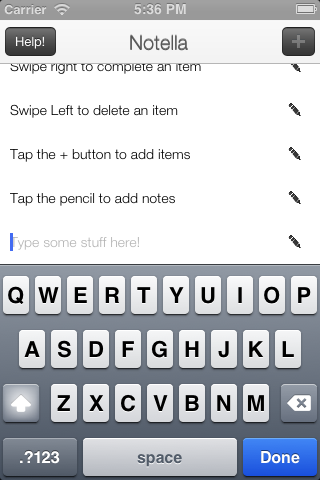 Carrier 5:36 PM
Help! Notella +
Swipe right to complete an item
Swipe Left to delete an item
Tap the + button to add items
Tap the pencil to add notes
Type some stuff here!
Q W E R T Y U I O P
A S D F G H J K L
Z X C V B N M
.?123 space Done